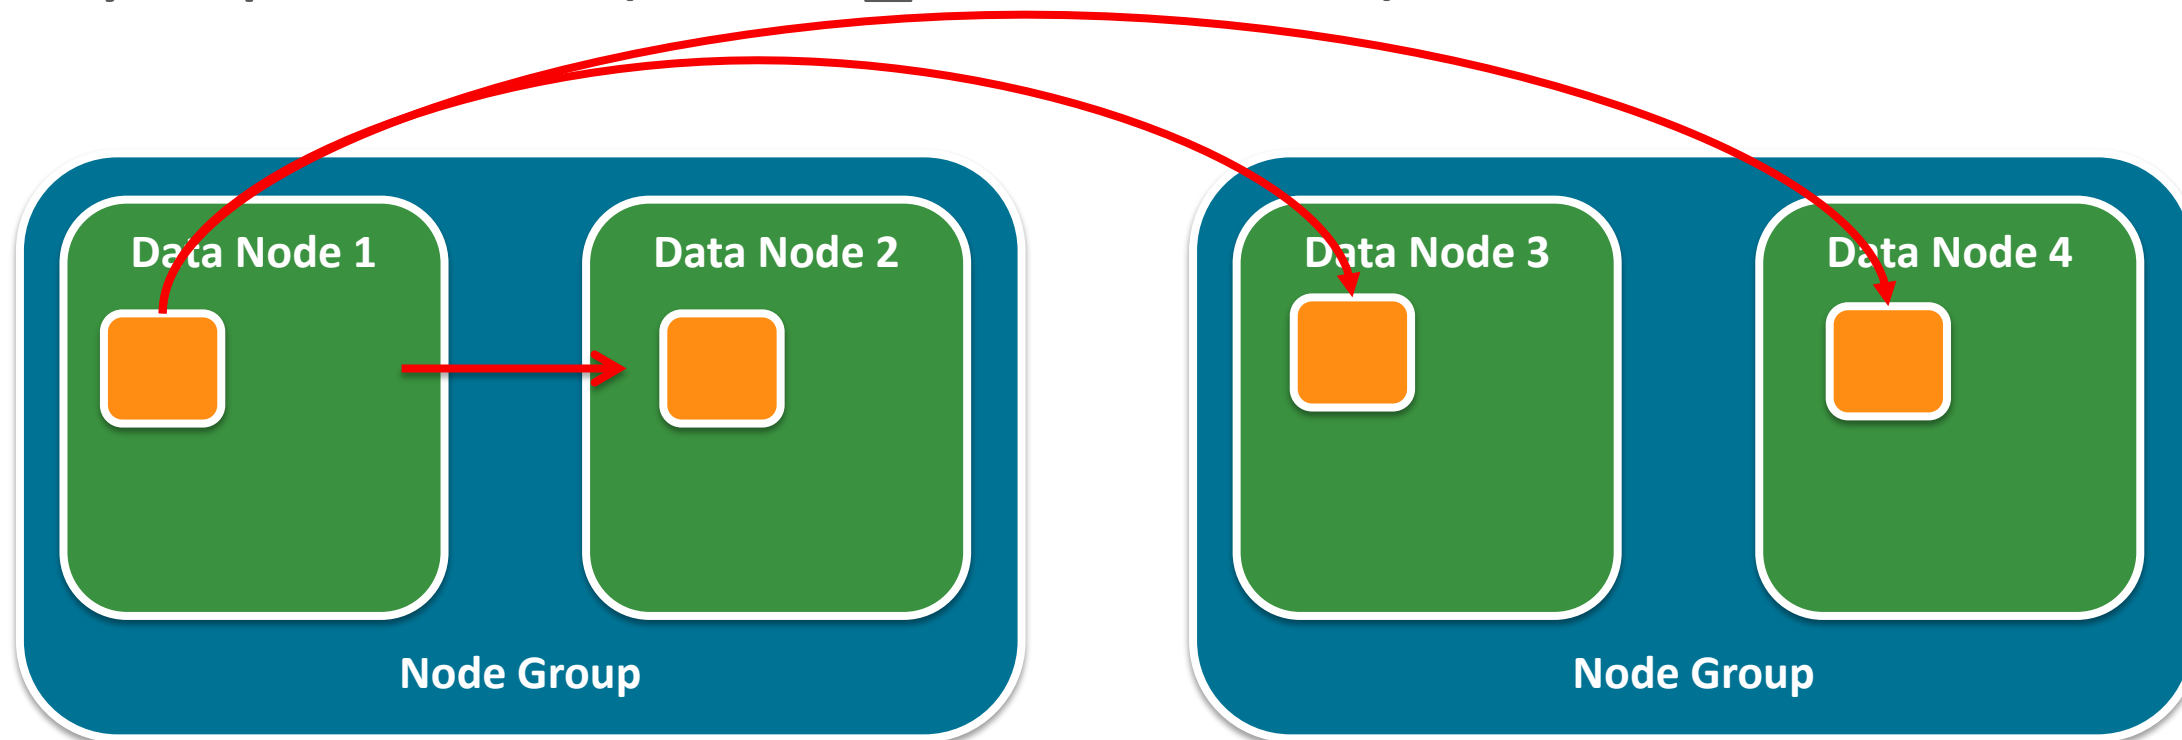 Data Node 1
Data Node 2
Data Node 3
Data Node 4
Node Group
Node Group